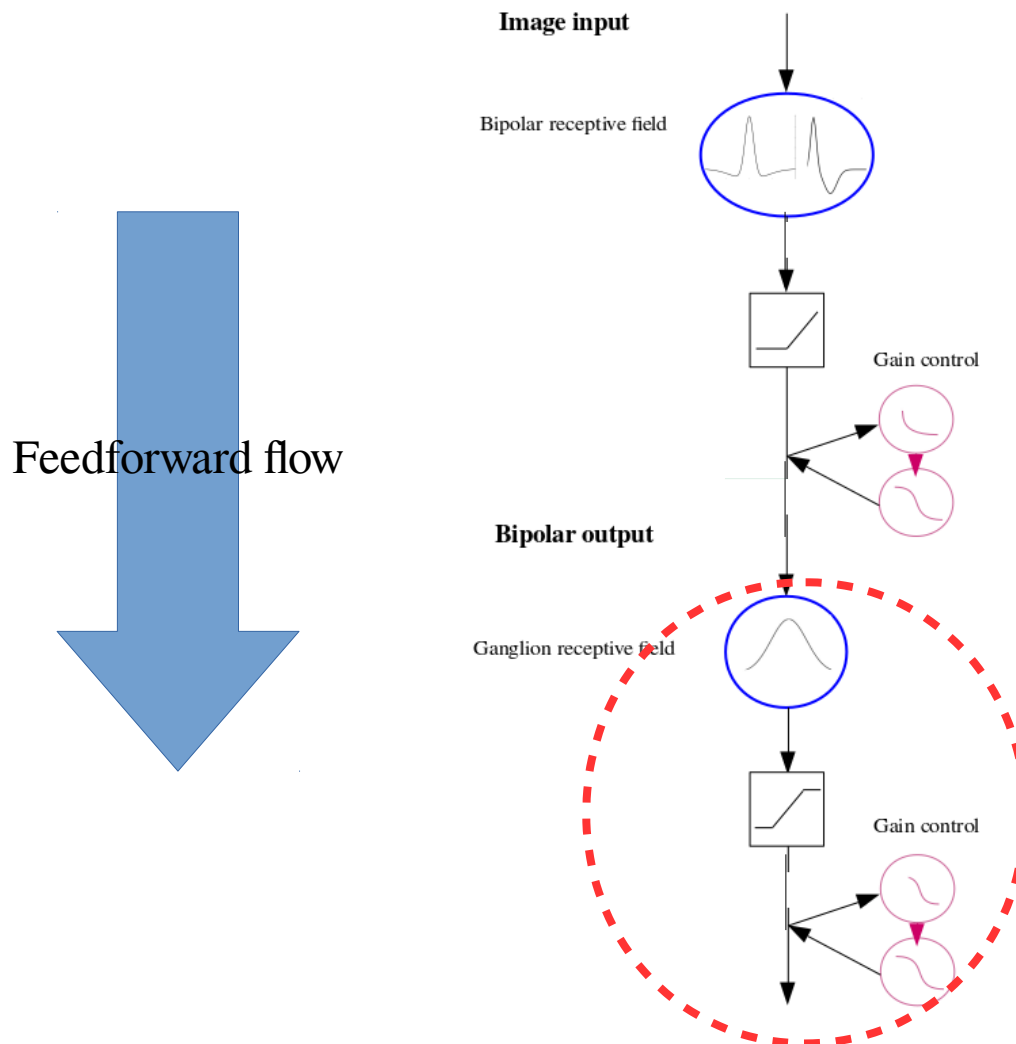 Image input
Bipolar receptive field
Gain control
Feedforward flow
Bipolar output
Ganglion receptive field
Gain control